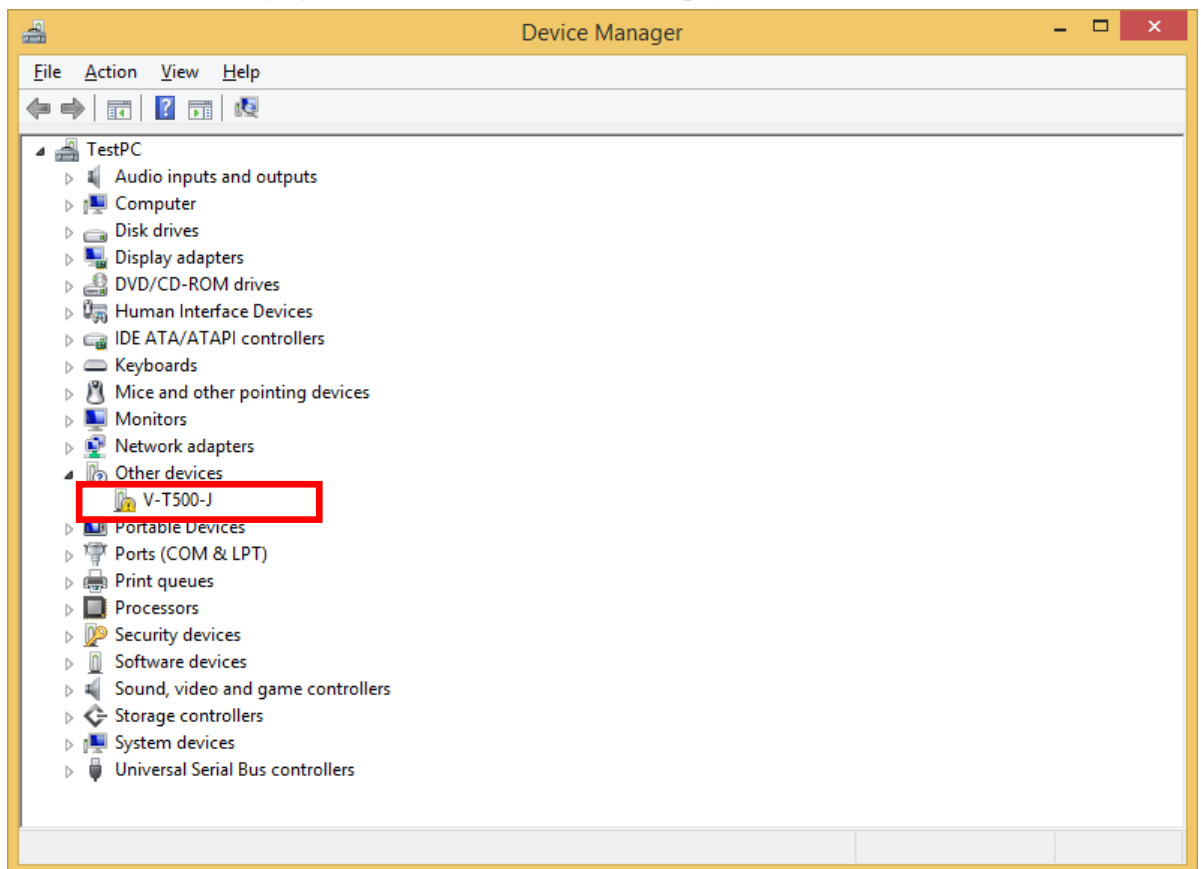 Device Manager
File Action View Help
TestPC
Audio inputs and outputs
Computer
Disk drives
Display adapters
DVD/CD-ROM drives
Human Interface Devices
IDE ATA/ATAPI controllers
Keyboards
Mice and other pointing devices
Monitors
Network adapters
Other devices
V-T500-J
Portable Devices
Ports (COM & LPT)
Print queues
Processors
Security devices
Software devices
Sound, video and game controllers
Storage controllers
System devices
Universal Serial Bus controllers